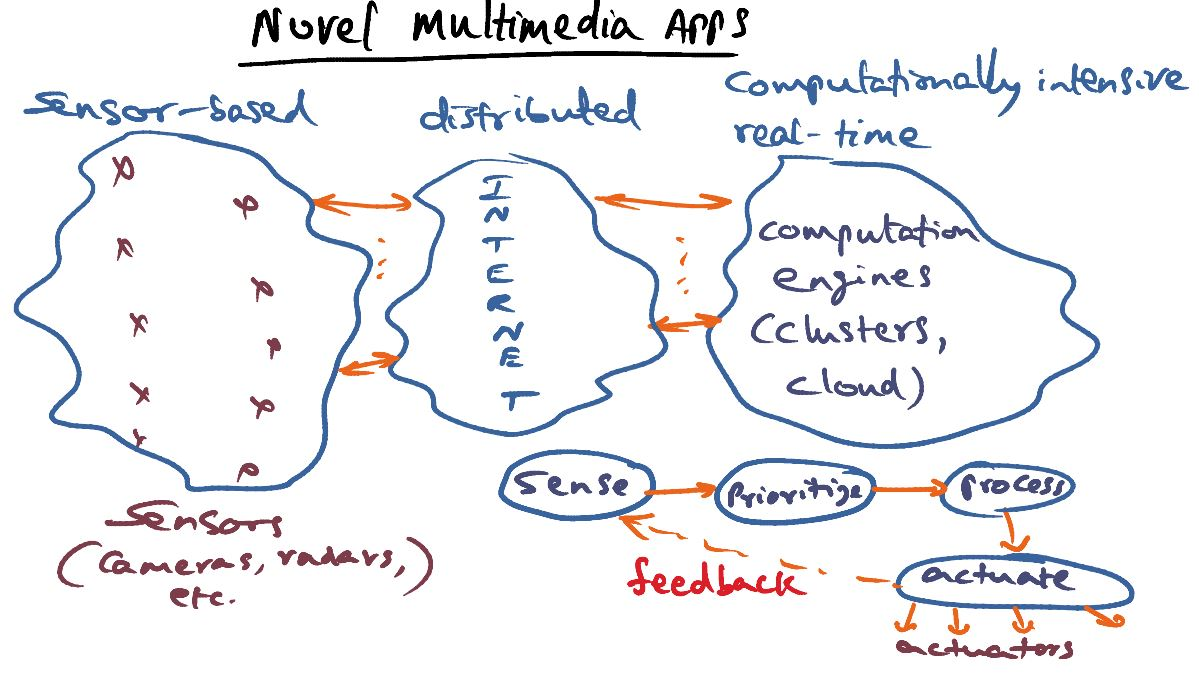 Novel Multimedia Apps
Sensor-based
distributed
Computationally intensive
real-time
INTERNET
computation
engines
(clusters,
cloud)
Sensors
(cameras, radars,
etc.)
Sense
Prioritize
process
actuate
feedback
actuators